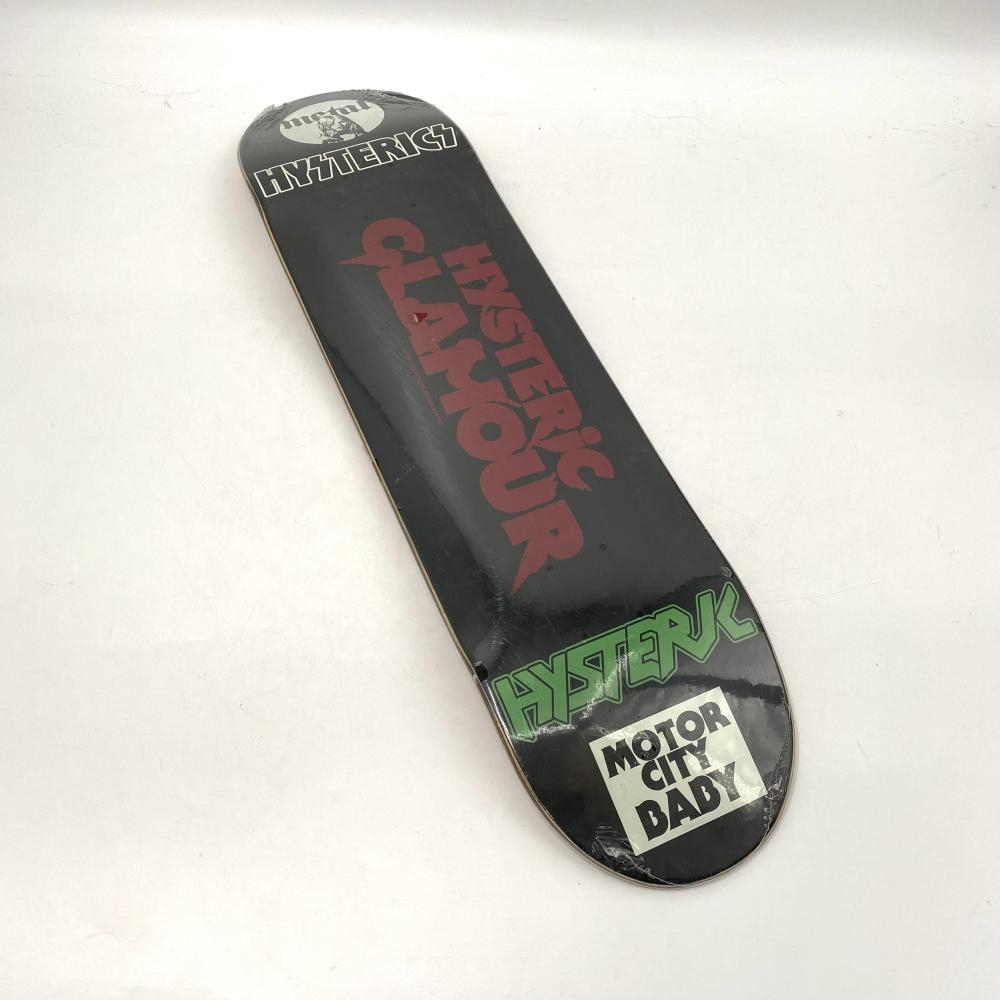 metal
HYSTERICS
HYSTERIC
GLAMOUR
HYSTERIC
MOTOR
CITY
BABY